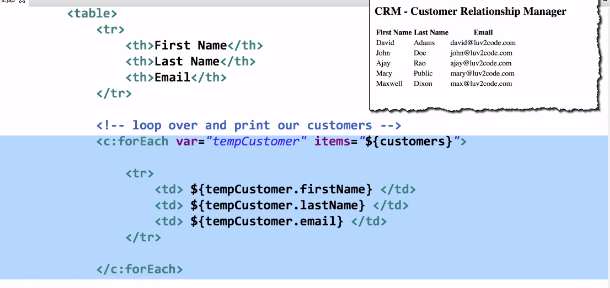 <table>
<tr>
<th>First Name</th>
<th>Last Name</th>
<th>Email</th>
</tr>
<!-- loop over and print our customers -->
<c:forEach var="tempCustomer" items="${customers}">
<tr>
<td> ${tempCustomer.firstName} </td>
<td> ${tempCustomer.lastName} </td>
<td> ${tempCustomer.email} </td>
</tr>
</c:forEach>
CRM - Customer Relationship Manager
First Name Last Name Email
David Adams david@luv2code.com
John Doe john@luv2code.com
Ajay Rao ajay@luv2code.com
Mary Public mary@luv2code.com
Maxwell Dixon max@luv2code.com